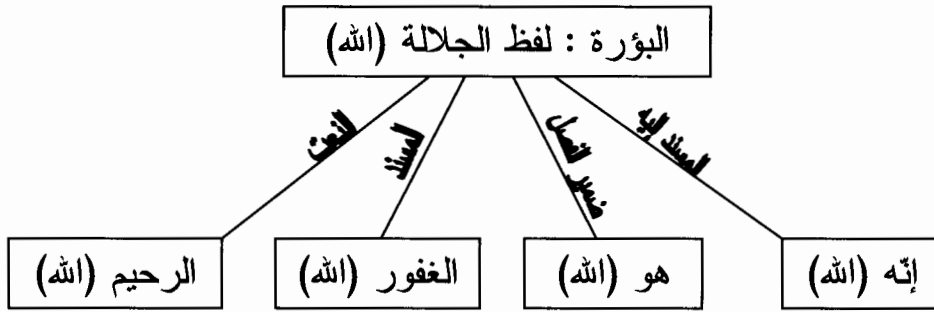 البؤرة : لفظ الجلالة (الله)
المسند إليه
ضمير الفصل
المسند
النعت
إنّه (الله)
هو (الله)
الغفور (الله)
الرحيم (الله)